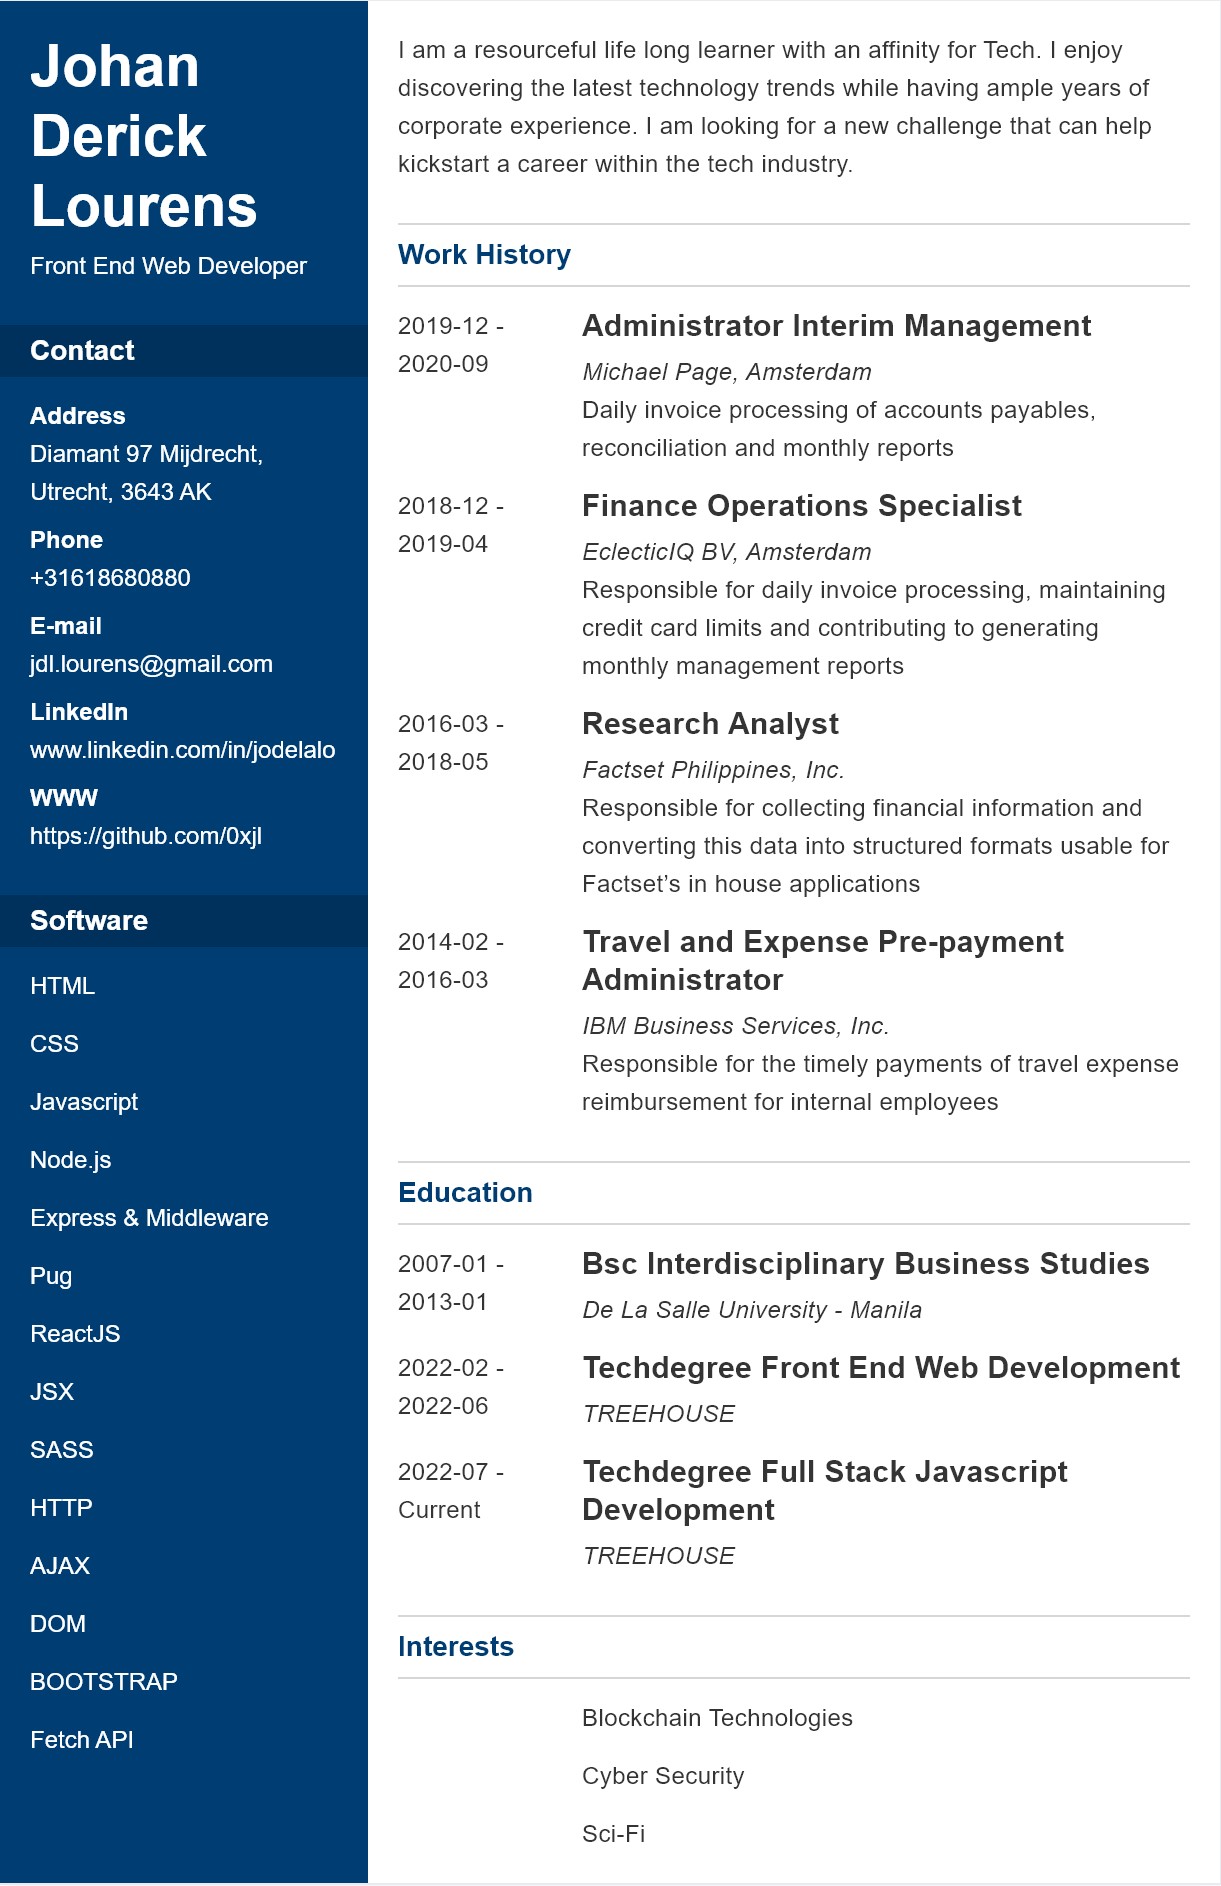 Johan
Derick
Lourens
Front End Web Developer
Contact
Address
Diamant 97 Mijdrecht,
Utrecht, 3643 AK
Phone
+31618680880
E-mail
jdl.lourens@gmail.com
LinkedIn
www.linkedin.com/in/jodelalo
WWW
https://github.com/0xjl
Software
HTML
CSS
Javascript
Node.js
Express & Middleware
Pug
ReactJS
JSX
SASS
HTTP
AJAX
DOM
BOOTSTRAP
Fetch API
I am a resourceful life long learner with an affinity for Tech. I enjoy
discovering the latest technology trends while having ample years of
corporate experience. I am looking for a new challenge that can help
kickstart a career within the tech industry.
Work History
2019-12 -
2020-09
Administrator Interim Management
Michael Page, Amsterdam
Daily invoice processing of accounts payables,
reconciliation and monthly reports
2018-12 -
2019-04
Finance Operations Specialist
EclecticIQ BV, Amsterdam
Responsible for daily invoice processing, maintaining
credit card limits and contributing to generating
monthly management reports
2016-03 -
2018-05
Research Analyst
Factset Philippines, Inc.
Responsible for collecting financial information and
converting this data into structured formats usable for
Factset’s in house applications
2014-02 -
2016-03
Travel and Expense Pre-payment
Administrator
IBM Business Services, Inc.
Responsible for the timely payments of travel expense
reimbursement for internal employees
Education
2007-01 -
2013-01
Bsc Interdisciplinary Business Studies
De La Salle University - Manila
2022-02 -
2022-06
Techdegree Front End Web Development
TREEHOUSE
2022-07 -
Current
Techdegree Full Stack Javascript
Development
TREEHOUSE
Interests
Blockchain Technologies
Cyber Security
Sci-Fi